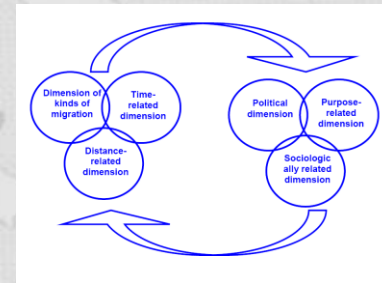 Dimension of
kinds of
migration
Time-
related
dimension
Distance-
related
dimension
Political
dimension
Purpose-
related
dimension
Sociologic
ally related
dimension